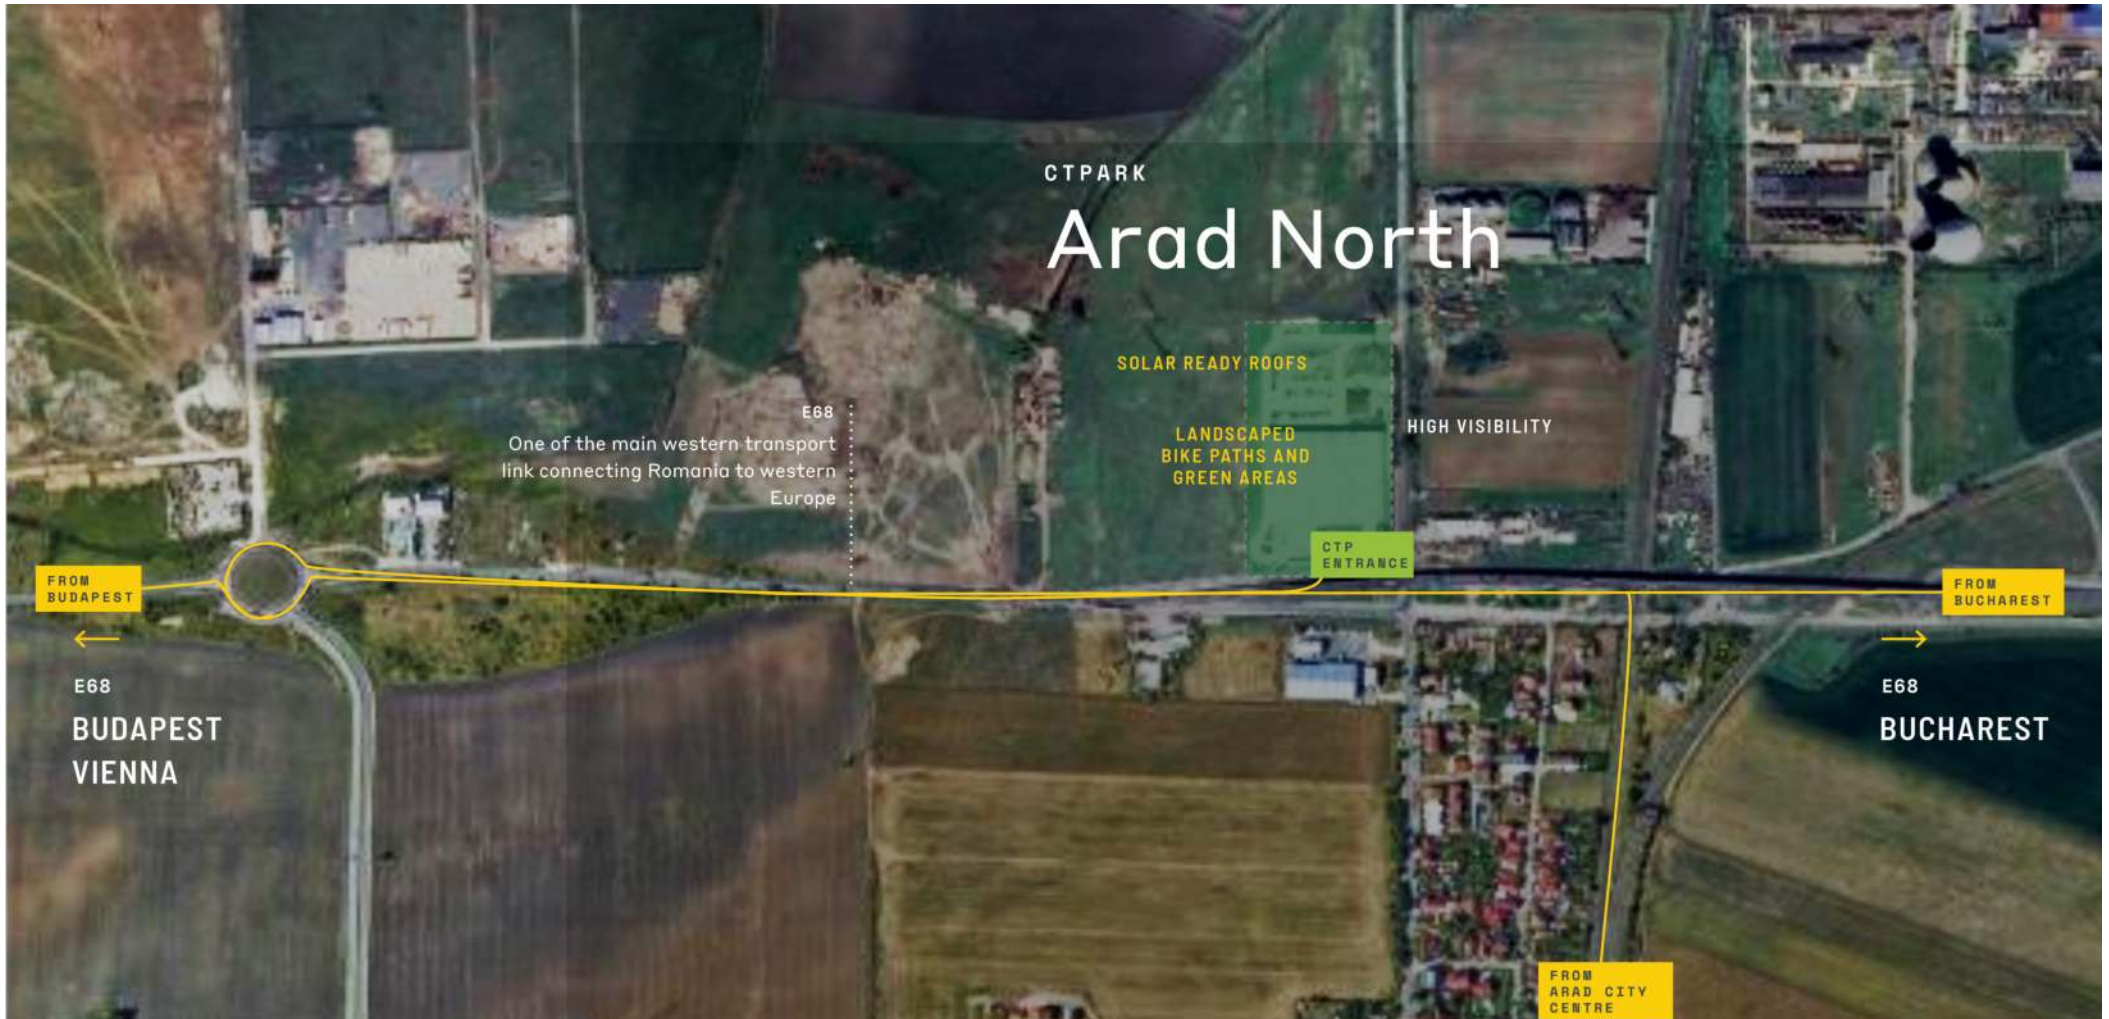 CTPARK
Arad North
SOLAR READY ROOFS
E68
One of the main western transport
link connecting Romania to western
Europe
LANDSCAPED
BIKE PATHS AND
GREEN AREAS
HIGH VISIBILITY
CTP
ENTRANCE
FROM
BUDAPEST
FROM
BUCHAREST
E68
BUDAPEST
VIENNA
E68
BUCHAREST
FROM
ARAD CITY
CENTRE